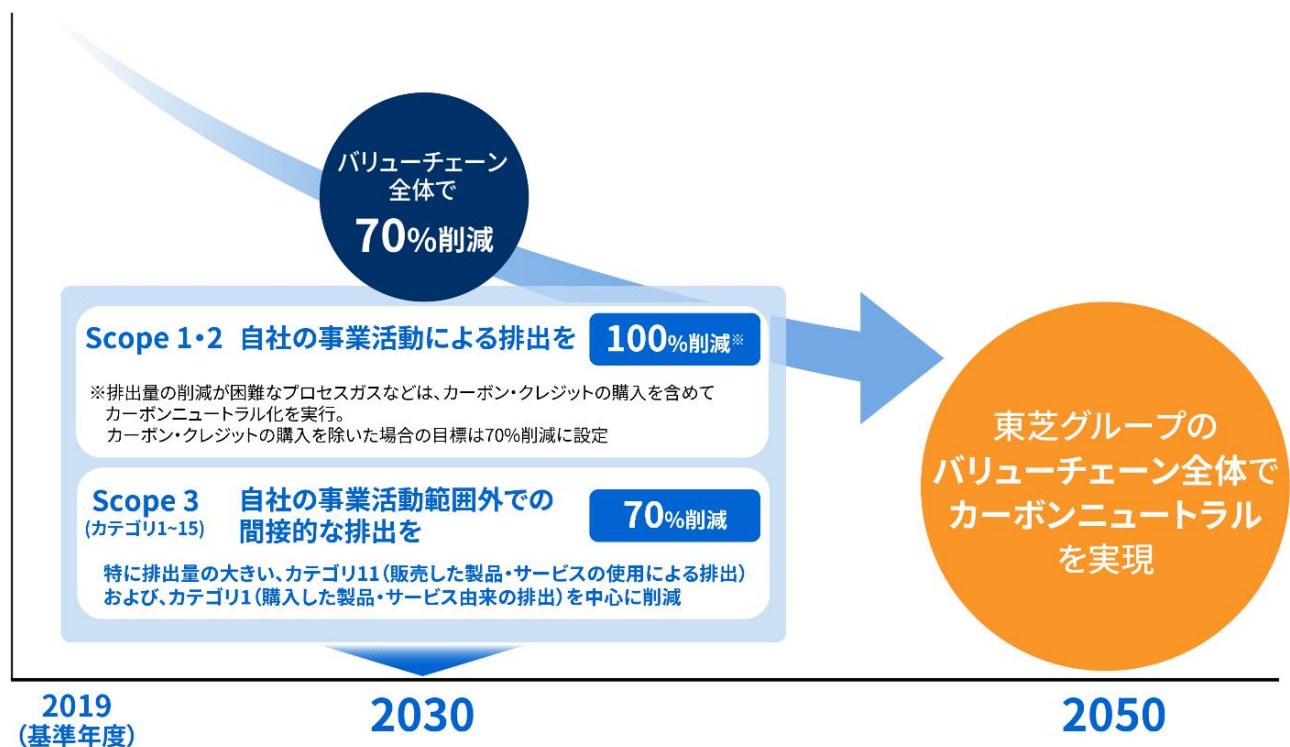 バリューチェーン
全体で
70%削減
Scope 1・2 自社の事業活動による排出を 100%削減※
※排出量の削減が困難なプロセスガスなどは、カーボン・クレジットの購入を含めて
カーボンニュートラル化を実行。
カーボン・クレジットの購入を除いた場合の目標は70%削減に設定
Scope 3
(カテゴリ1~15)
自社の事業活動範囲外での
間接的な排出を
70%削減
特に排出量の大きい、カテゴリ11(販売した製品・サービスの使用による排出)
および、カテゴリ1(購入した製品・サービス由来の排出)を中心に削減
東芝グループの
バリューチェーン全体で
カーボンニュートラル
を実現
2019
(基準年度)
2030
2050